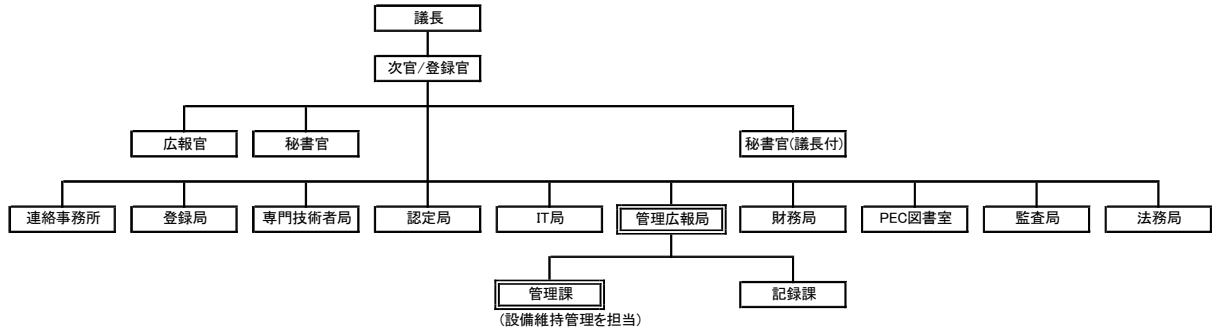 議長
次官/登録官
広報官
秘書官
秘書官(議長付)
連絡事務所
登録局
専門技術者局
認定局
IT局
管理広報局
財務局
PEC図書室
監査局
法務局
管理課
記録課
(設備維持管理を担当)